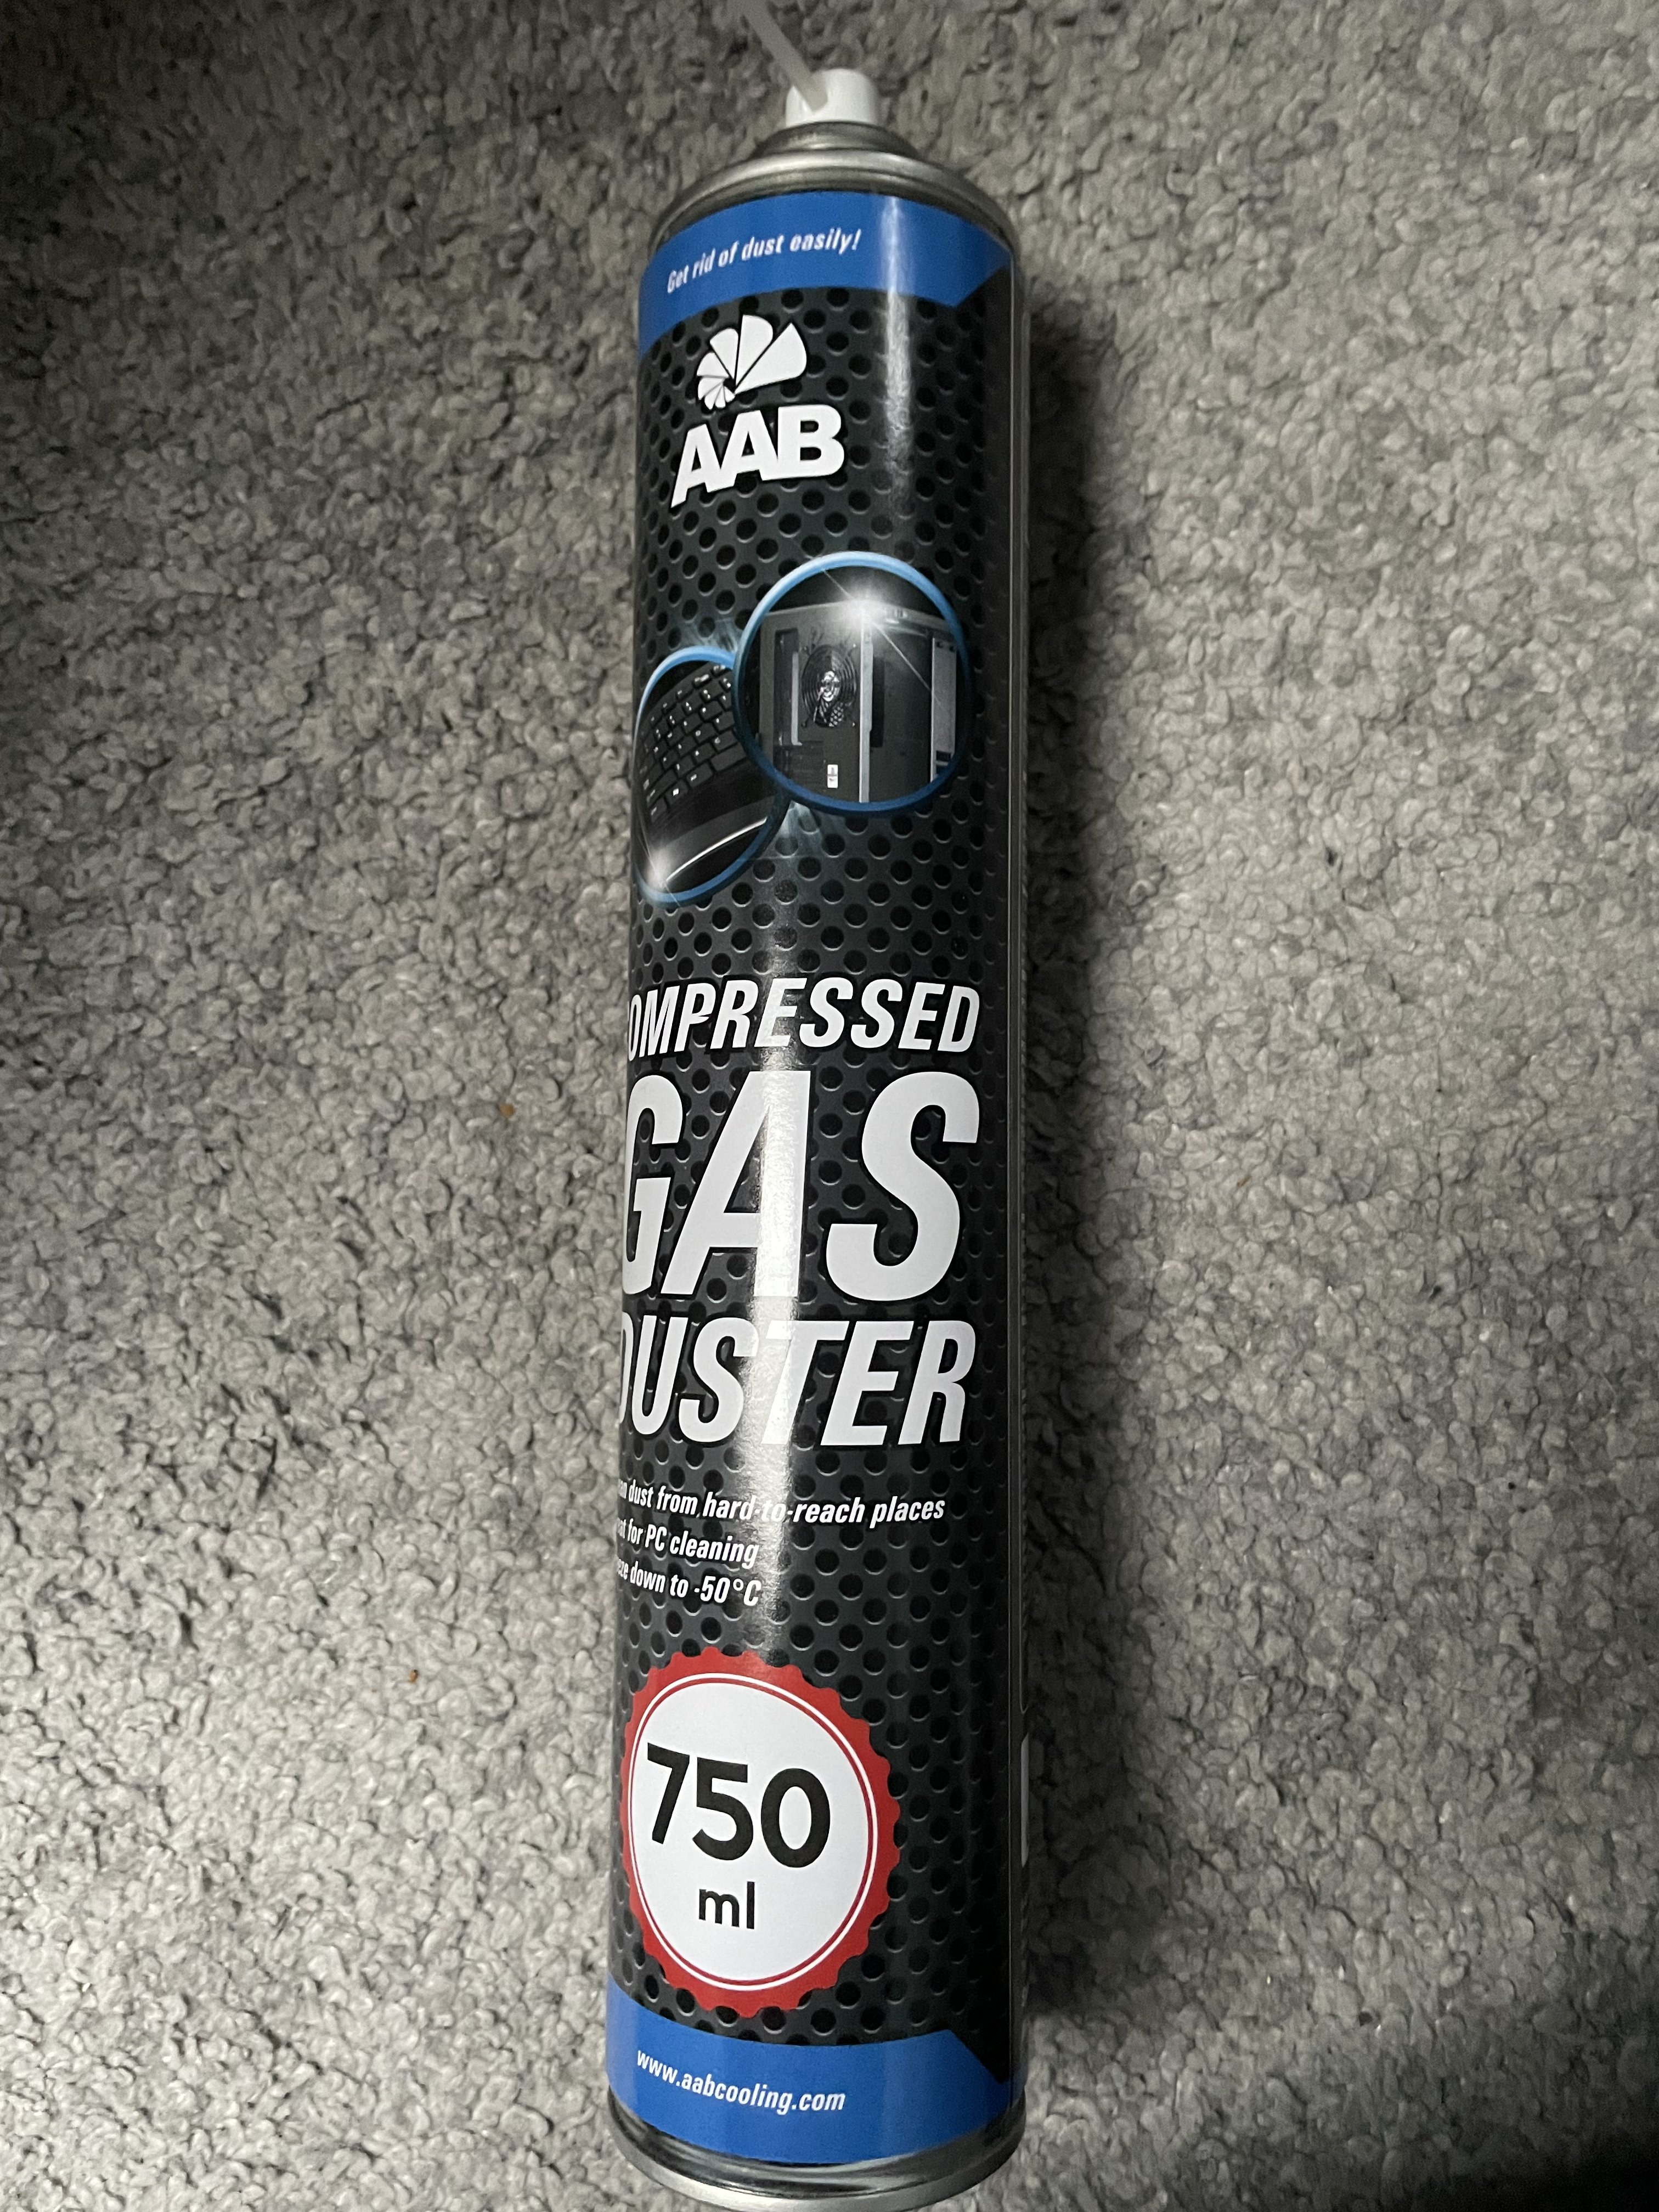 Get rid of dust easily!
AAB
OMPRESSED
GAS
DUSTER
dust from hard-to-reach places
for PC cleaning
down to -50°C
750
ml
www.aabcooling.com